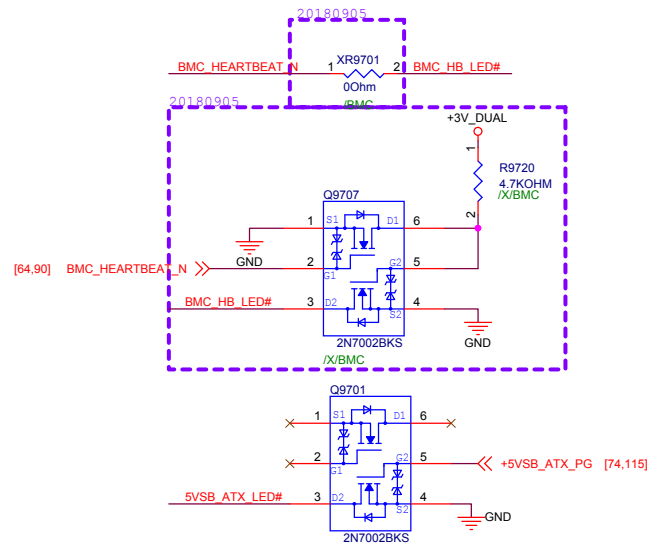 20180905
XR9701
BMC_HEARTBEAT_N 1 2 BMC_HB_LED#
0Ohm
/BMC
20180905
+3V_DUAL
1
R9720
4.7KOHM
/X/BMC
2
Q9707
1 S1 D1 6
GND
[64,90] BMC_HEARTBEAT_N 2 G1 G2 5
BMC_HB_LED# 3 D2 S2 4
GND
2N7002BKS
/X/BMC
Q9701
1 S1 D1 6
2 G1 G2 5 +5VSB_ATX_PG [74,115]
5VSB_ATX_LED# 3 D2 S2 4
GND
2N7002BKS